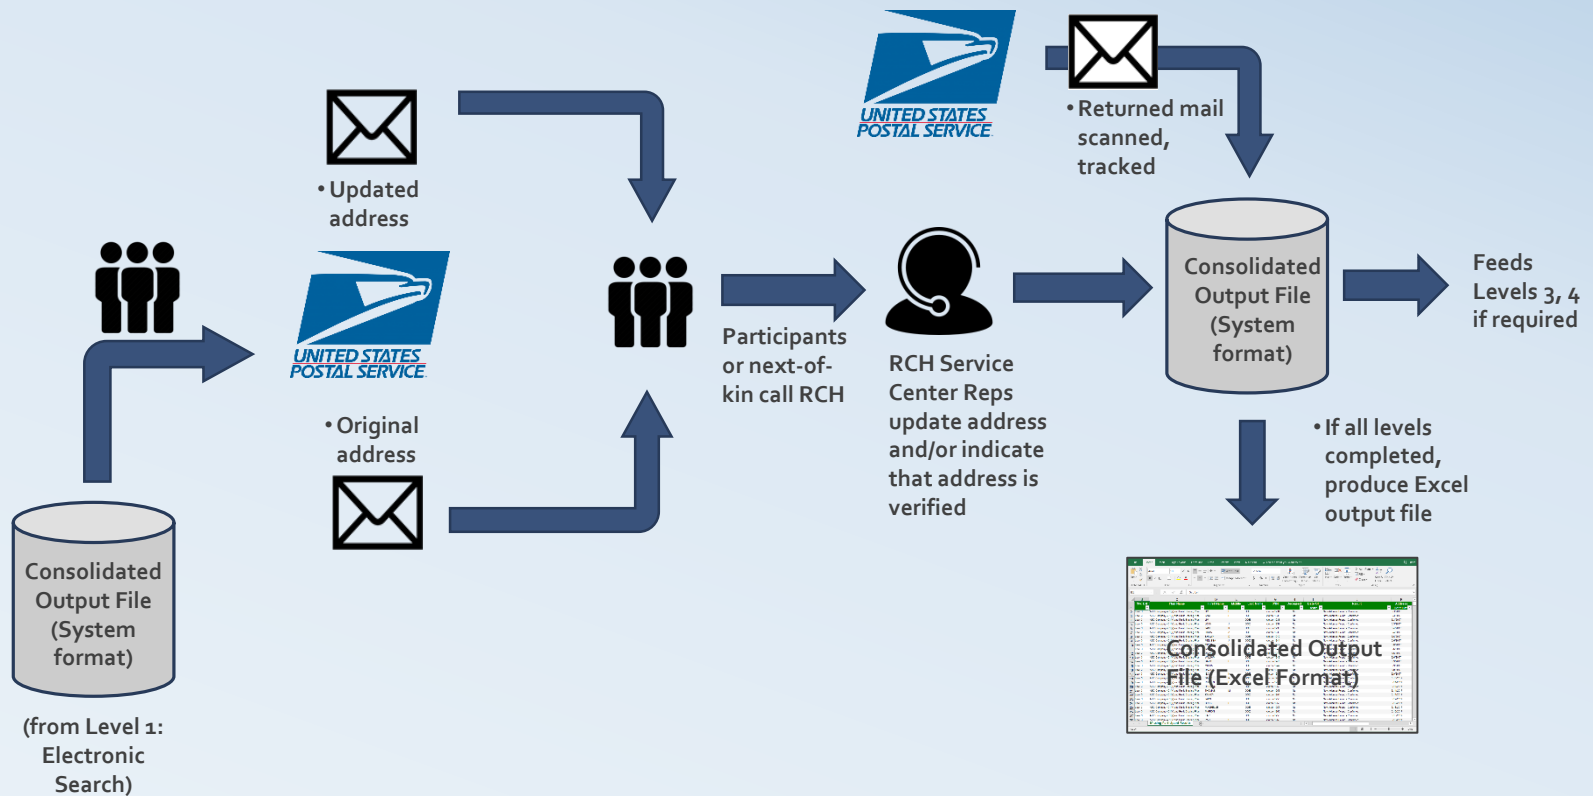 UNITED STATES
POSTAL SERVICE
• Returned mail
scanned,
tracked
• Updated
address
UNITED STATES
POSTAL SERVICE
• Original
address
Consolidated
Output File
(System
format)
(from Level 1:
Electronic
Search)
Participants
or next-of-
kin call RCH
RCH Service
Center Reps
update address
and/or indicate
that address is
verified
Consolidated
Output File
(System
format)
Feeds
Levels 3, 4
if required
• If all levels
completed,
produce Excel
output file
Consolidated Output
File (Excel Format)